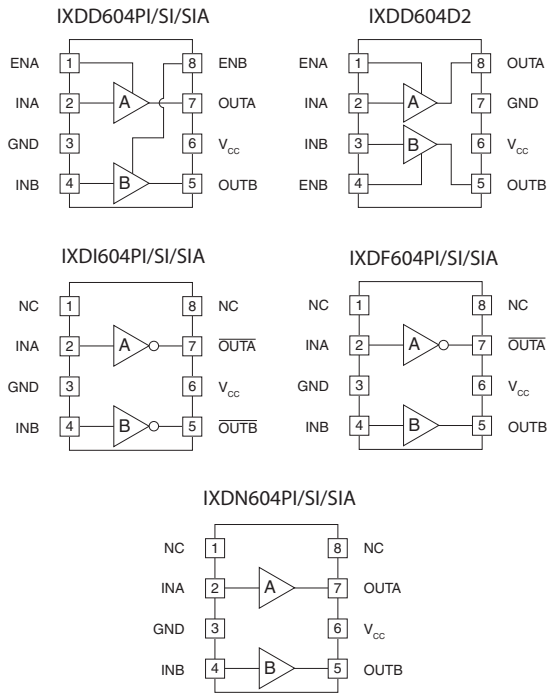 IXDD604PI/SI/SIA
ENA 1 8 ENB
INA 2 A 7 OUTA
GND 3 6 VCC
INB 4 B 5 OUTB
IXDD604D2
ENA 1 8 OUTA
INA 2 A 7 GND
INB 3 B 6 VCC
ENB 4 5 OUTB
IXDI604PI/SI/SIA
NC 1 8 NC
INA 2 A 7 OUTA
GND 3 6 VCC
INB 4 B 5 OUTB
IXDF604PI/SI/SIA
NC 1 8 NC
INA 2 A 7 OUTA
GND 3 6 VCC
INB 4 B 5 OUTB
IXDN604PI/SI/SIA
NC 1 8 NC
INA 2 A 7 OUTA
GND 3 6 VCC
INB 4 B 5 OUTB